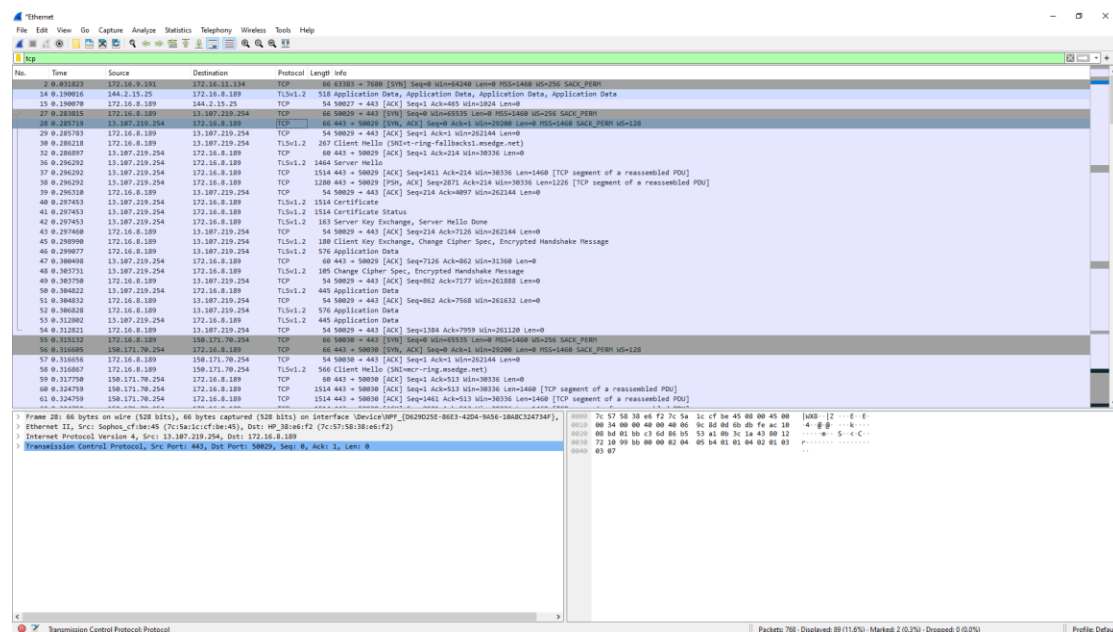 *Ethernet
File Edit View Go Capture Analyze Statistics Telephony Wireless Tools Help
tcp
No. Time Source Destination Protocol Length Info
2 0.031823 172.16.9.191 172.16.11.134 TCP 66 63383 → 7680 [SYN] Seq=0 Win=64240 Len=0 MSS=1460 WS=256 SACK_PERM
14 0.190016 144.2.15.25 172.16.8.189 TLSv1.2 518 Application Data, Application Data, Application Data, Application Data
15 0.190070 172.16.8.189 144.2.15.25 TCP 54 50027 → 443 [ACK] Seq=1 Ack=465 Win=1024 Len=0
27 0.283815 172.16.8.189 13.107.219.254 TCP 66 50029 → 443 [SYN] Seq=0 Win=65535 Len=0 MSS=1460 WS=256 SACK_PERM
28 0.285719 13.107.219.254 172.16.8.189 TCP 66 443 → 50029 [SYN, ACK] Seq=0 Ack=1 Win=29200 Len=0 MSS=1460 SACK_PERM WS=128
29 0.285783 172.16.8.189 13.107.219.254 TCP 54 50029 → 443 [ACK] Seq=1 Ack=1 Win=262144 Len=0
30 0.286218 172.16.8.189 13.107.219.254 TLSv1.2 267 Client Hello (SNI=t-ring-fallbacks1.msedge.net)
32 0.286897 13.107.219.254 172.16.8.189 TCP 60 443 → 50029 [ACK] Seq=1 Ack=214 Win=30336 Len=0
36 0.296292 13.107.219.254 172.16.8.189 TLSv1.2 1464 Server Hello
37 0.296292 13.107.219.254 172.16.8.189 TCP 1514 443 → 50029 [ACK] Seq=1411 Ack=214 Win=30336 Len=1460 [TCP segment of a reassembled PDU]
38 0.296292 13.107.219.254 172.16.8.189 TCP 1280 443 → 50029 [PSH, ACK] Seq=2871 Ack=214 Win=30336 Len=1226 [TCP segment of a reassembled PDU]
39 0.296310 172.16.8.189 13.107.219.254 TCP 54 50029 → 443 [ACK] Seq=214 Ack=4097 Win=262144 Len=0
40 0.297453 13.107.219.254 172.16.8.189 TLSv1.2 1514 Certificate
41 0.297453 13.107.219.254 172.16.8.189 TLSv1.2 1514 Certificate Status
42 0.297453 13.107.219.254 172.16.8.189 TLSv1.2 163 Server Key Exchange, Server Hello Done
43 0.297460 172.16.8.189 13.107.219.254 TCP 54 50029 → 443 [ACK] Seq=214 Ack=7126 Win=262144 Len=0
45 0.298990 172.16.8.189 13.107.219.254 TLSv1.2 180 Client Key Exchange, Change Cipher Spec, Encrypted Handshake Message
46 0.299077 172.16.8.189 13.107.219.254 TLSv1.2 576 Application Data
47 0.300498 13.107.219.254 172.16.8.189 TCP 60 443 → 50029 [ACK] Seq=7126 Ack=862 Win=31360 Len=0
48 0.303731 13.107.219.254 172.16.8.189 TLSv1.2 105 Change Cipher Spec, Encrypted Handshake Message
49 0.303750 172.16.8.189 13.107.219.254 TCP 54 50029 → 443 [ACK] Seq=862 Ack=7177 Win=261888 Len=0
50 0.304822 13.107.219.254 172.16.8.189 TLSv1.2 445 Application Data
51 0.304832 172.16.8.189 13.107.219.254 TCP 54 50029 → 443 [ACK] Seq=862 Ack=7568 Win=261632 Len=0
52 0.306828 172.16.8.189 13.107.219.254 TLSv1.2 576 Application Data
53 0.312802 13.107.219.254 172.16.8.189 TLSv1.2 445 Application Data
54 0.312821 172.16.8.189 13.107.219.254 TCP 54 50029 → 443 [ACK] Seq=1384 Ack=7959 Win=261120 Len=0
55 0.315132 172.16.8.189 150.171.70.254 TCP 66 50030 → 443 [SYN] Seq=0 Win=65535 Len=0 MSS=1460 WS=256 SACK_PERM
56 0.316605 150.171.70.254 172.16.8.189 TCP 66 443 → 50030 [SYN, ACK] Seq=0 Ack=1 Win=29200 Len=0 MSS=1460 SACK_PERM WS=128
57 0.316656 172.16.8.189 150.171.70.254 TCP 54 50030 → 443 [ACK] Seq=1 Ack=1 Win=262144 Len=0
58 0.316867 172.16.8.189 150.171.70.254 TLSv1.2 566 Client Hello (SNI=mcr-ring.msedge.net)
59 0.317750 150.171.70.254 172.16.8.189 TCP 60 443 → 50030 [ACK] Seq=1 Ack=513 Win=30336 Len=0
60 0.324759 150.171.70.254 172.16.8.189 TCP 1514 443 → 50030 [ACK] Seq=1 Ack=513 Win=30336 Len=1460 [TCP segment of a reassembled PDU]
61 0.324759 150.171.70.254 172.16.8.189 TCP 1514 443 → 50030 [ACK] Seq=1461 Ack=513 Win=30336 Len=1460 [TCP segment of a reassembled PDU]
Frame 28: 66 bytes on wire (528 bits), 66 bytes captured (528 bits) on interface \Device\NPF_{D629D25E-86E3-42D4-9A56-10A8C324734F},
Ethernet II, Src: Sophos_cf:be:45 (7c:5a:1c:cf:be:45), Dst: HP_38:e6:f2 (7c:57:58:38:e6:f2)
Internet Protocol Version 4, Src: 13.107.219.254, Dst: 172.16.8.189
Transmission Control Protocol, Src Port: 443, Dst Port: 50029, Seq: 0, Ack: 1, Len: 0
0000 7c 57 58 38 e6 f2 7c 5a 1c cf be 45 08 00 45 00 |WX8··|Z ···E··E·
0010 00 34 00 00 40 00 40 06 9c 8d 0d 6b db fe ac 10 ·4··@·@· ···k····
0020 08 bd 01 bb c3 6d 86 b5 53 a1 0b 3c 1a 43 80 12 ·····m·· S··<·C··
0030 72 10 99 bb 00 00 02 04 05 b4 01 01 04 02 01 03 r······· ········
0040 03 07 ··
Transmission Control Protocol: Protocol
Packets: 768 · Displayed: 89 (11.6%) · Marked: 2 (0.3%) · Dropped: 0 (0.0%)
Profile: Defau